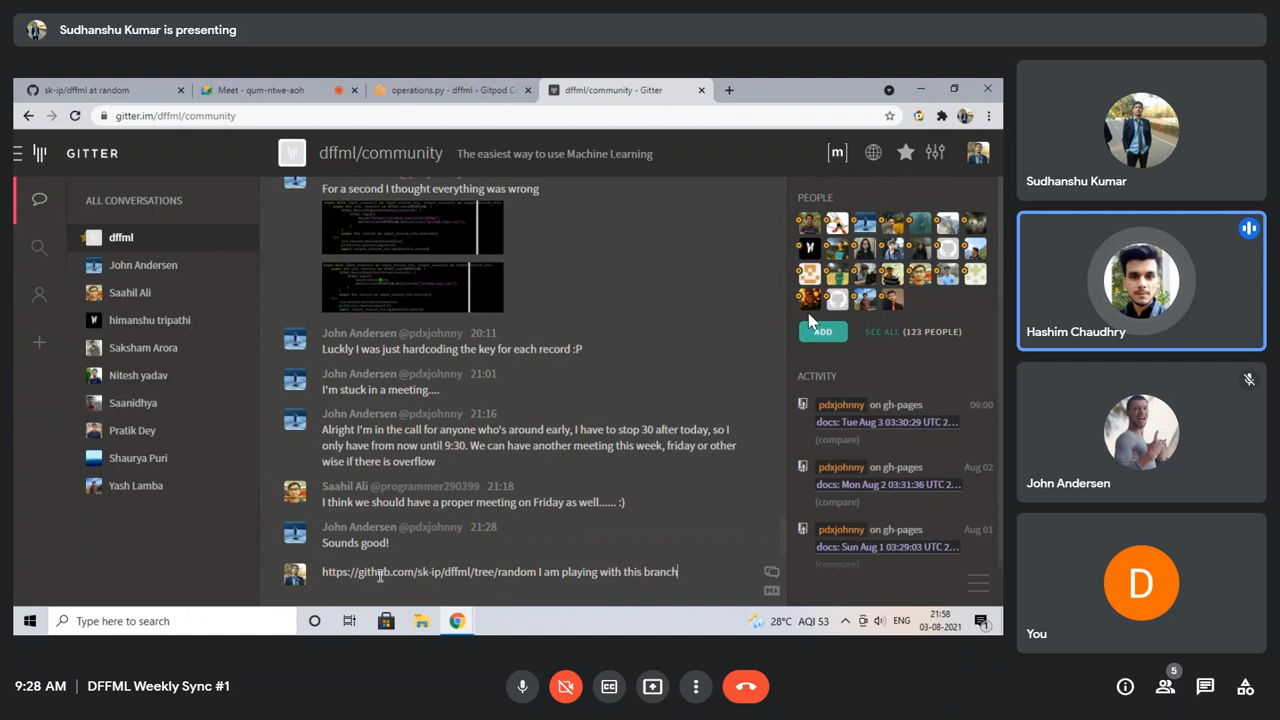 Sudhanshu Kumar is presenting
sk-ip/dffml at random
Meet - qum-ntwe-aoh
operations.py - dffml - Gitpod C
dffml/community - Gitter
gitter.im/dffml/community
GITTER
dffml/community
The easiest way to use Machine Learning
[m]
ALL CONVERSATIONS
dffml
John Andersen
Saahil Ali
himanshu tripathi
Saksham Arora
Nitesh yadav
Saanidhya
Pratik Dey
Shaurya Puri
Yash Lamba
For a second I thought everything was wrong
John Andersen @pdxjohnny 20:11
Luckly I was just hardcoding the key for each record :P
John Andersen @pdxjohnny 21:01
I'm stuck in a meeting....
John Andersen @pdxjohnny 21:16
Alright I'm in the call for anyone who's around early, I have to stop 30 after today, so I
only have from now until 9:30. We can have another meeting this week, friday or other
wise if there is overflow
Saahil Ali @programmer290399 21:18
I think we should have a proper meeting on Friday as well...... :)
John Andersen @pdxjohnny 21:28
Sounds good!
https://github.com/sk-ip/dffml/tree/random I am playing with this branch
PEOPLE
ADD
SEE ALL (123 PEOPLE)
ACTIVITY
pdxjohnny on gh-pages 09:00
docs: Tue Aug 3 03:30:29 UTC 2...
(compare)
pdxjohnny on gh-pages Aug 02
docs: Mon Aug 2 03:31:36 UTC 2...
(compare)
pdxjohnny on gh-pages Aug 01
docs: Sun Aug 1 03:29:03 UTC 2...
(compare)
Type here to search
28°C AQI 53
ENG
21:58
03-08-2021
1
Sudhanshu Kumar
Hashim Chaudhry
John Andersen
D
You
9:28 AM | DFFML Weekly Sync #1
5